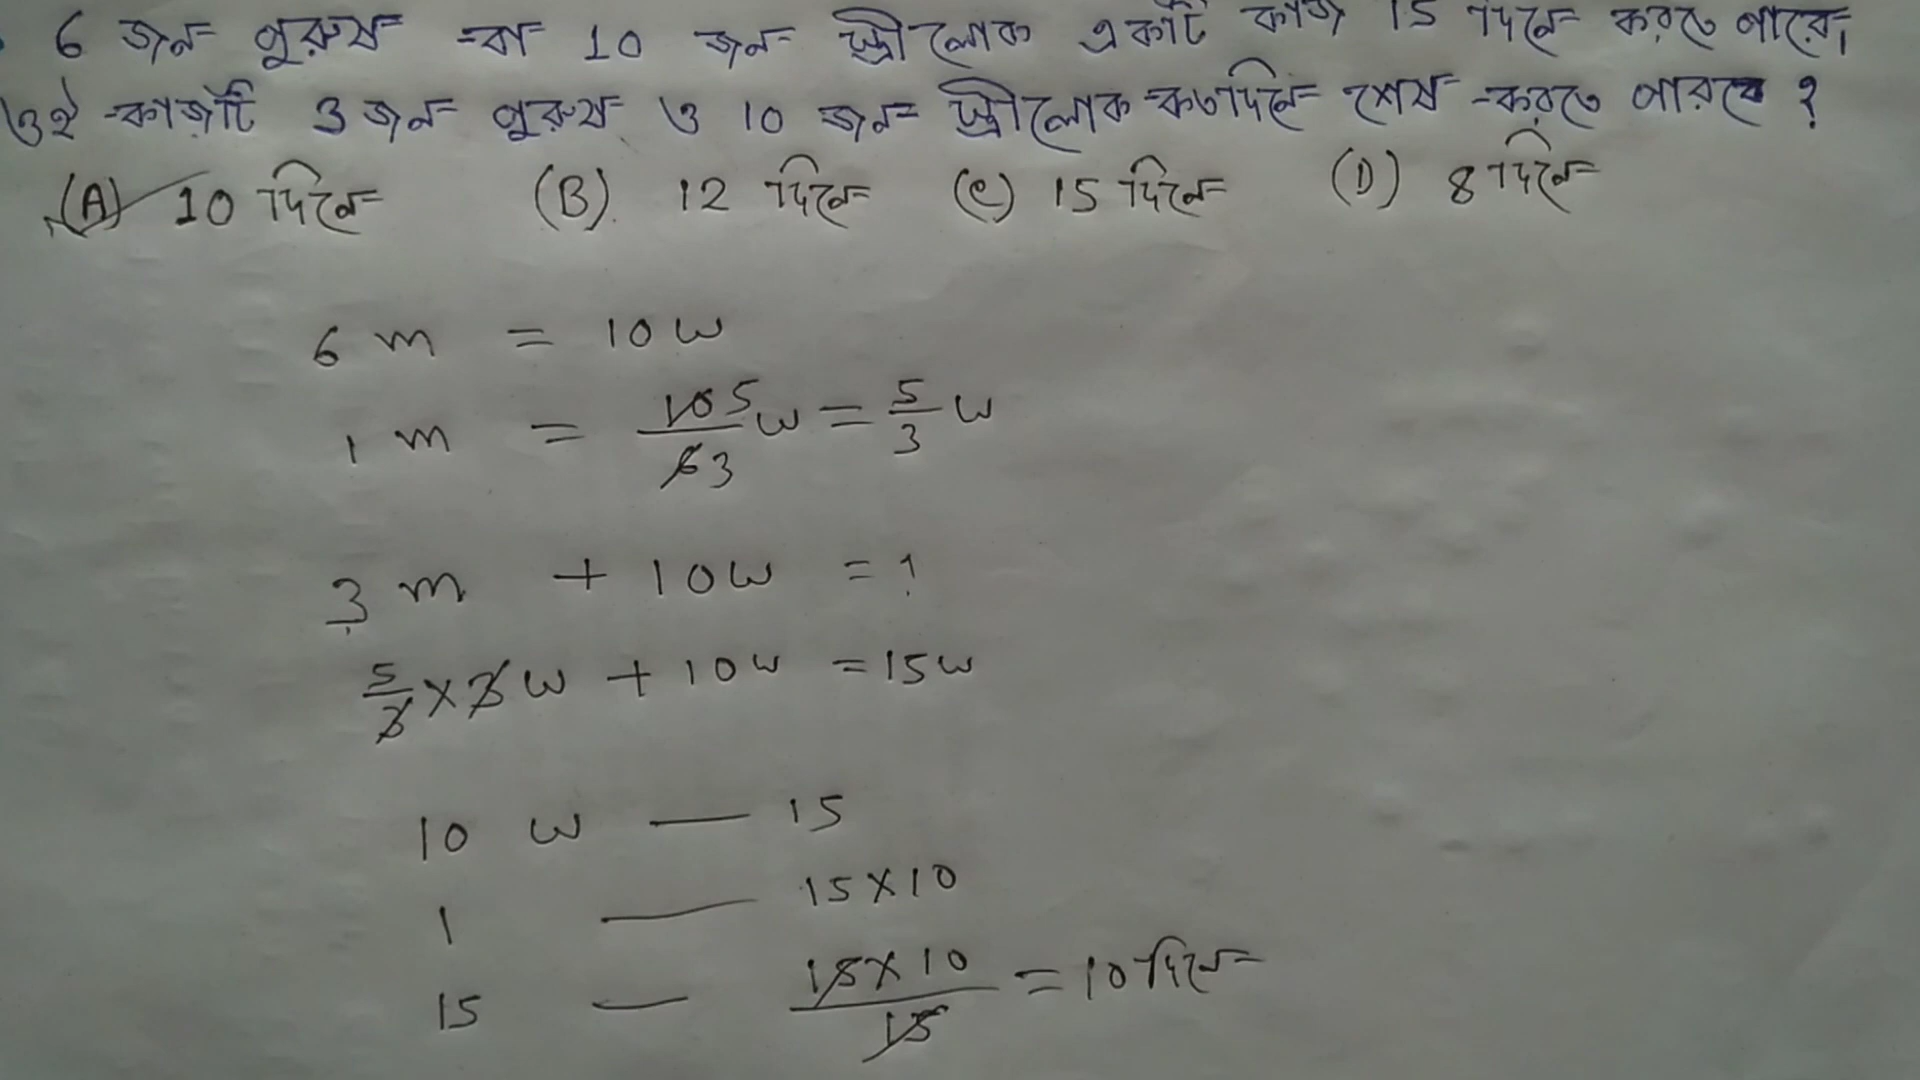 6 জন পুরুষ বা 10 জন স্ত্রীলোক একটি কাজ 15 দিনে করতে পারে।
ওই কাজটি 3 জন পুরুষ ও 10 জন স্ত্রীলোক কতদিনে শেষ করতে পারবে ?
(A) 10 দিনে (B) 12 দিনে (C) 15 দিনে (D) 8 দিনে
6 m = 10 w
1 m = 10 5/6 3 w = 5/3 w
3 m + 10 w = ?
5/3 × 3 w + 10 w = 15 w
10 w — 15
1 — 15 × 10
15 — 15 × 10/15 = 10 দিনে